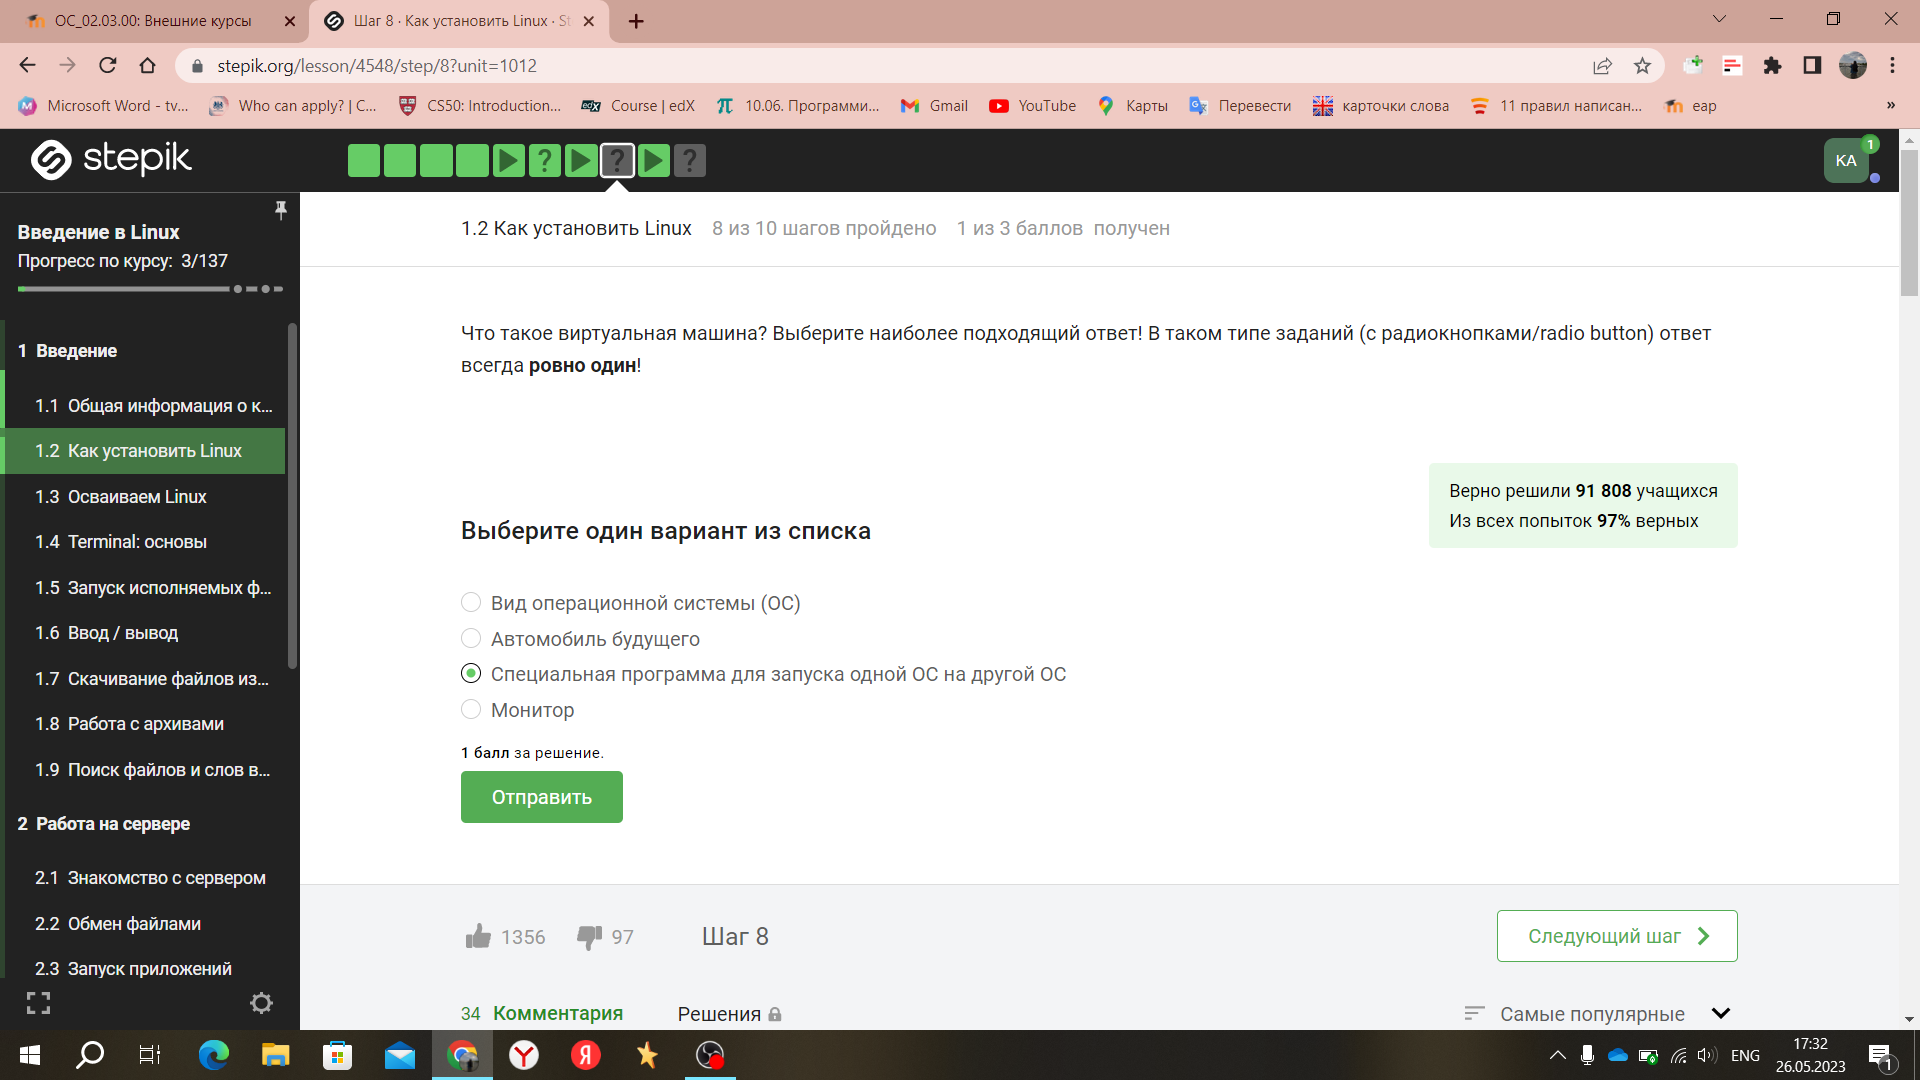 ОС_02.03.00: Внешние курсы
Шаг 8 · Как установить Linux · St
stepik.org/lesson/4548/step/8?unit=1012
Microsoft Word - tv...
Who can apply? | C...
CS50: Introduction...
edX
Course | edX
10.06. Программи...
Gmail
YouTube
Карты
Перевести
карточки слова
11 правил написан...
eap
»
stepik
KA
1
Введение в Linux
Прогресс по курсу: 3/137
1 Введение
1.1 Общая информация о к...
1.2 Как установить Linux
1.3 Осваиваем Linux
1.4 Terminal: основы
1.5 Запуск исполняемых ф...
1.6 Ввод / вывод
1.7 Скачивание файлов из...
1.8 Работа с архивами
1.9 Поиск файлов и слов в...
2 Работа на сервере
2.1 Знакомство с сервером
2.2 Обмен файлами
2.3 Запуск приложений
1.2 Как установить Linux 8 из 10 шагов пройдено 1 из 3 баллов получен
Что такое виртуальная машина? Выберите наиболее подходящий ответ! В таком типе заданий (с радиокнопками/radio button) ответ
всегда ровно один!
Верно решили 91 808 учащихся
Из всех попыток 97% верных
Выберите один вариант из списка
Вид операционной системы (ОС)
Автомобиль будущего
Специальная программа для запуска одной ОС на другой ОС
Монитор
1 балл за решение.
Отправить
1356
97
Шаг 8
Следующий шаг
34 Комментария
Решения
Самые популярные
ENG
17:32
26.05.2023
1